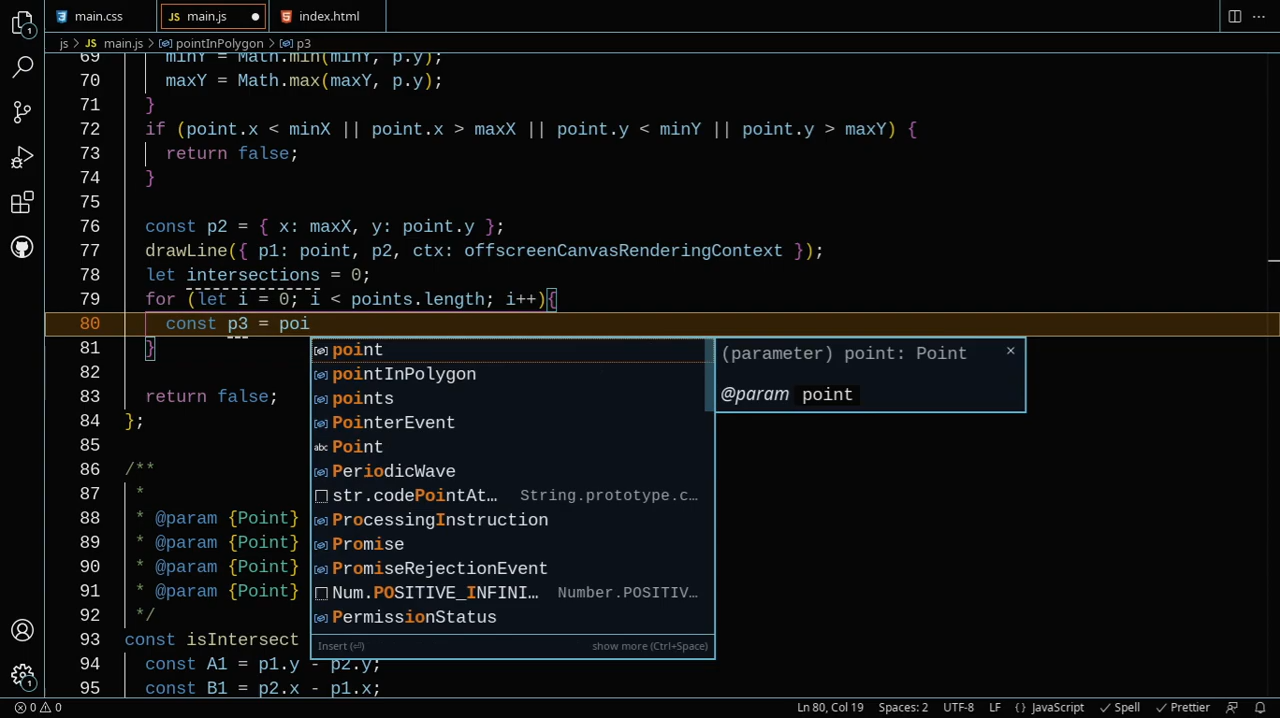 1
main.css
JS main.js
index.html
js > JS main.js > pointInPolygon > p3
69 minY = Math.min(minY, p.y);
70 maxY = Math.max(maxY, p.y);
71 }
72 if (point.x < minX || point.x > maxX || point.y < minY || point.y > maxY) {
73 return false;
74 }
75
76 const p2 = { x: maxX, y: point.y };
77 drawLine({ p1: point, p2, ctx: offscreenCanvasRenderingContext });
78 let intersections = 0;
79 for (let i = 0; i < points.length; i++){
80 const p3 = poi
81 }
82
83 return false;
84 };
85
86 /**
87 *
88 * @param {Point}
89 * @param {Point}
90 * @param {Point}
91 * @param {Point}
92 */
93 const isIntersect
94 const A1 = p1.y - p2.y;
95 const B1 = p2.x - p1.x;
point
pointInPolygon
points
PointerEvent
abc Point
PeriodicWave
str.codePointAt… String.prototype.c…
ProcessingInstruction
Promise
PromiseRejectionEvent
Num.POSITIVE_INFINI… Number.POSITIV…
PermissionStatus
Insert (⏎) show more (Ctrl+Space)
(parameter) point: Point ×
@param point
1
0 0 Ln 80, Col 19 Spaces: 2 UTF-8 LF {} JavaScript ✓ Spell ✓ Prettier